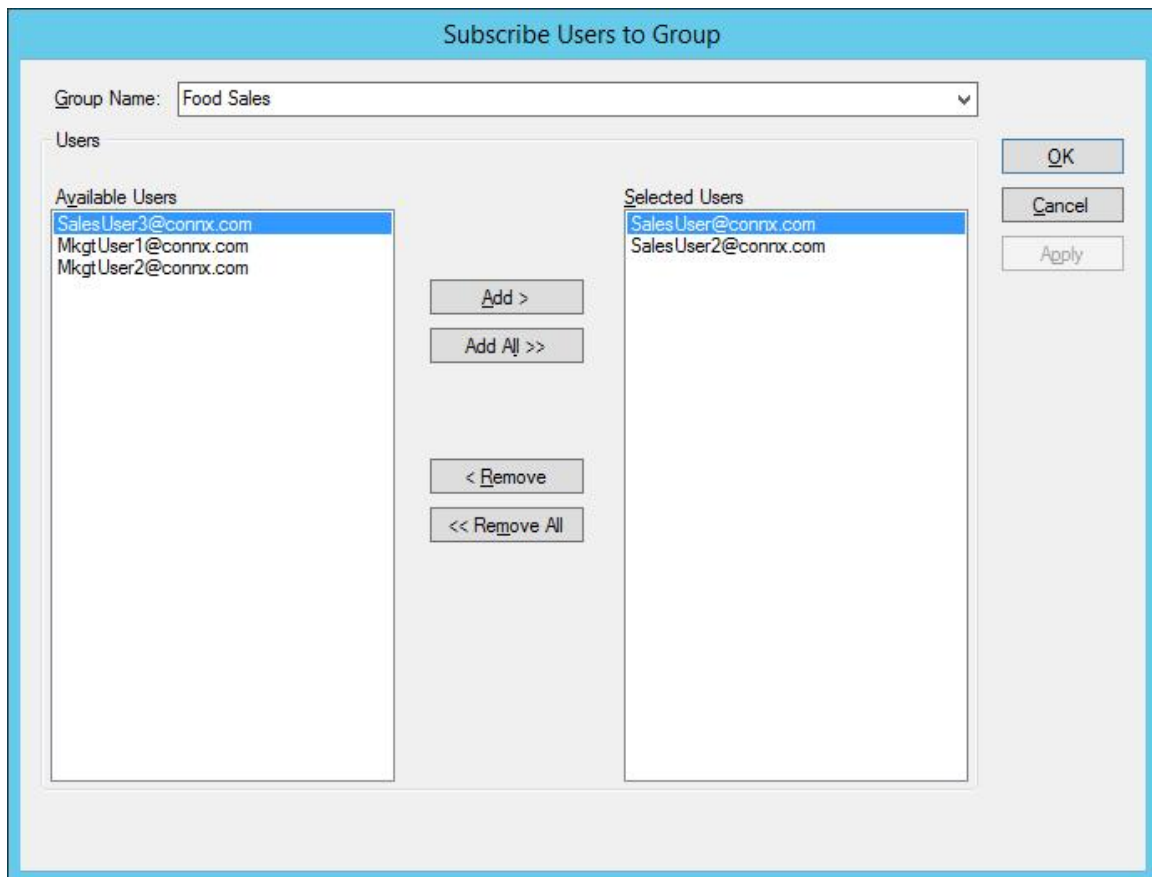 Subscribe Users to Group
Group Name: Food Sales
Users
Available Users
SalesUser3@connx.com
MkgtUser1@connx.com
MkgtUser2@connx.com
Add >
Add All >>
< Remove
<< Remove All
Selected Users
SalesUser@connx.com
SalesUser2@connx.com
OK
Cancel
Apply